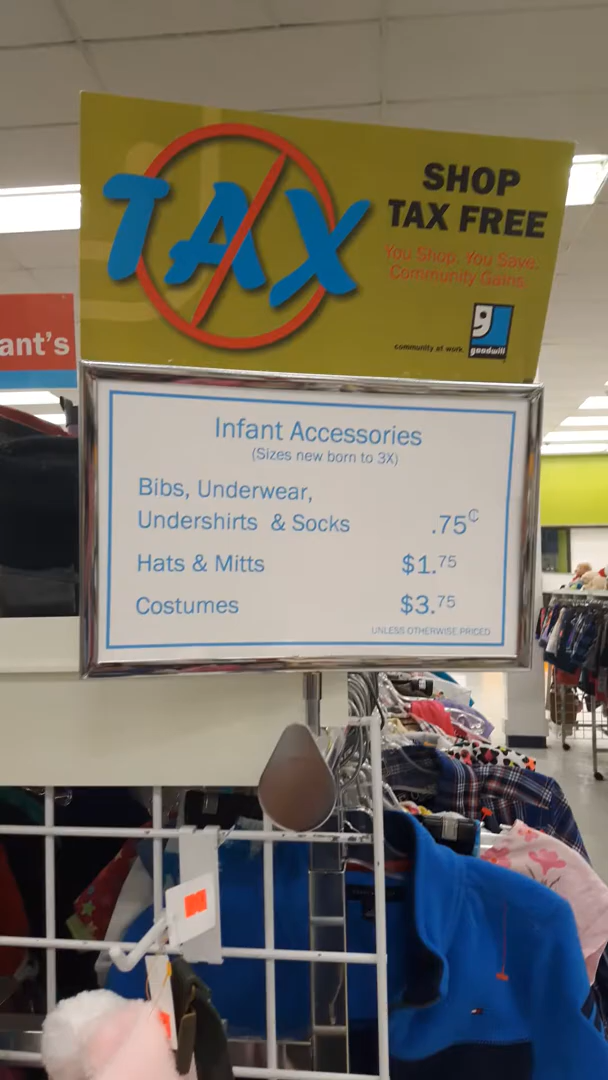 TAX
SHOP
TAX FREE
You Shop. You Save.
Community Gains.
community at work
goodwill
ant's
Infant Accessories
(Sizes new born to 3X)
Bibs, Underwear,
Undershirts & Socks .75¢
Hats & Mitts $1.75
Costumes $3.75
UNLESS OTHERWISE PRICED